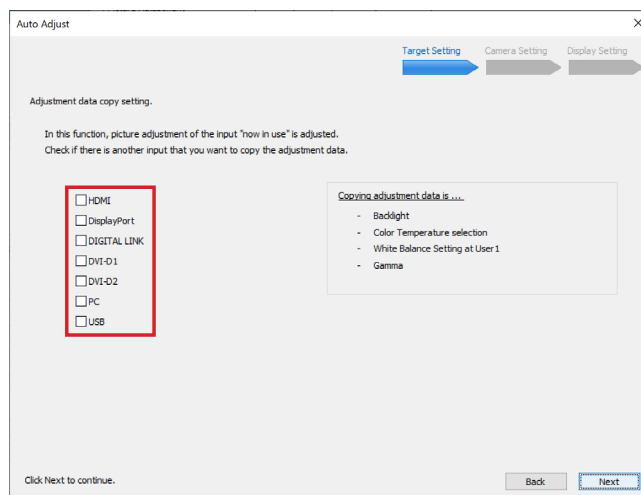 Auto Adjust
Target Setting
Camera Setting
Display Setting
Adjustment data copy setting.
In this function, picture adjustment of the input "now in use" is adjusted.
Check if there is another input that you want to copy the adjustment data.
HDMI
DisplayPort
DIGITAL LINK
DVI-D1
DVI-D2
PC
USB
Copying adjustment data is ...
- Backlight
- Color Temperature selection
- White Balance Setting at User1
- Gamma
Click Next to continue.
Back
Next